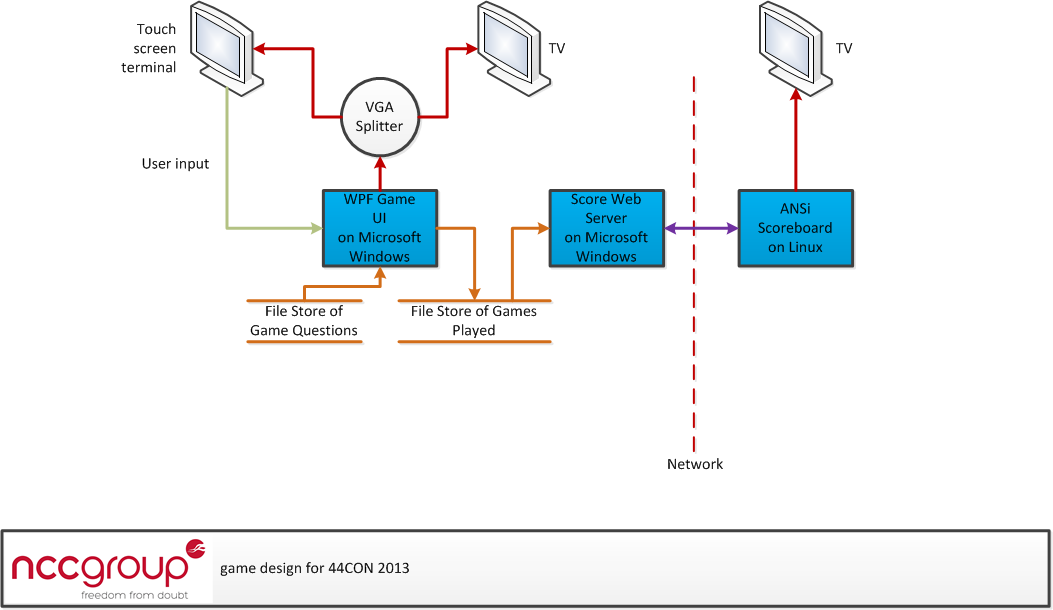 Touch
screen
terminal
TV
TV
VGA
Splitter
User input
WPF Game
UI
on Microsoft
Windows
Score Web
Server
on Microsoft
Windows
ANSi
Scoreboard
on Linux
File Store of
Game Questions
File Store of Games
Played
Network
nccgroup
freedom from doubt
game design for 44CON 2013